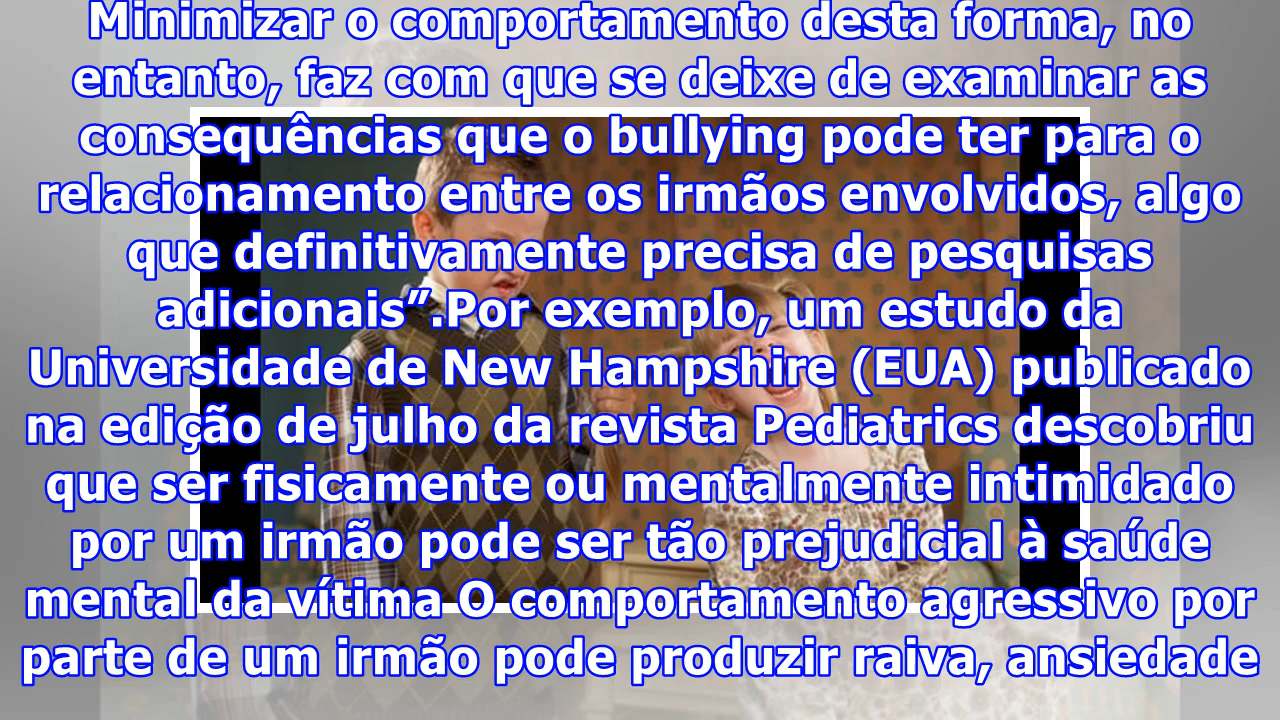 Minimizar o comportamento desta forma, no
entanto, faz com que se deixe de examinar as
consequências que o bullying pode ter para o
relacionamento entre os irmãos envolvidos, algo
que definitivamente precisa de pesquisas
adicionais”.Por exemplo, um estudo da
Universidade de New Hampshire (EUA) publicado
na edição de julho da revista Pediatrics descobriu
que ser fisicamente ou mentalmente intimidado
por um irmão pode ser tão prejudicial à saúde
mental da vítima O comportamento agressivo por
parte de um irmão pode produzir raiva, ansiedade